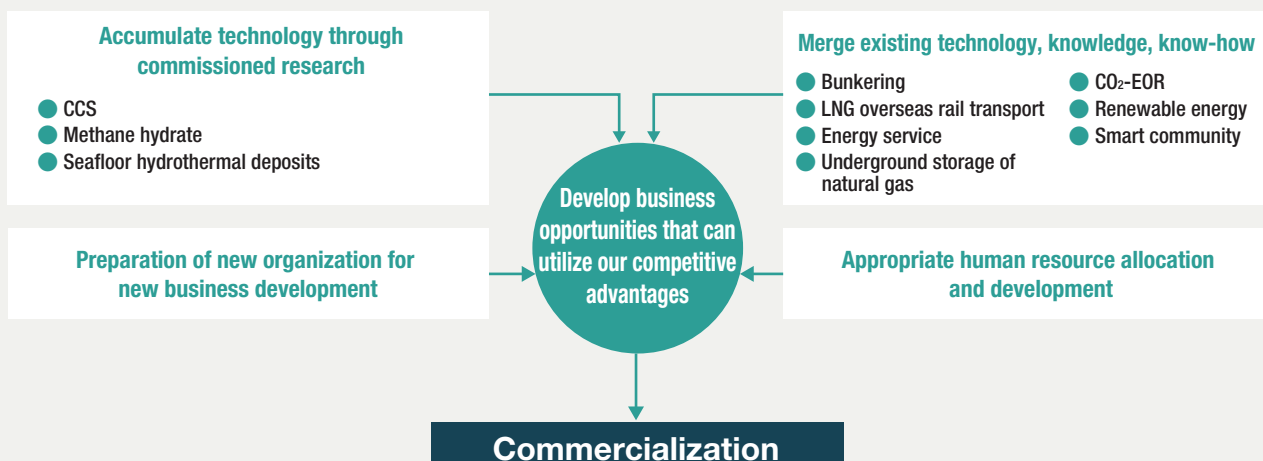 Accumulate technology through
commissioned research
CCS
Methane hydrate
Seafloor hydrothermal deposits
Merge existing technology, knowledge, know-how
Bunkering
LNG overseas rail transport
Energy service
Underground storage of
natural gas
CO₂-EOR
Renewable energy
Smart community
Develop business
opportunities that can
utilize our competitive
advantages
Preparation of new organization for
new business development
Appropriate human resource allocation
and development
Commercialization